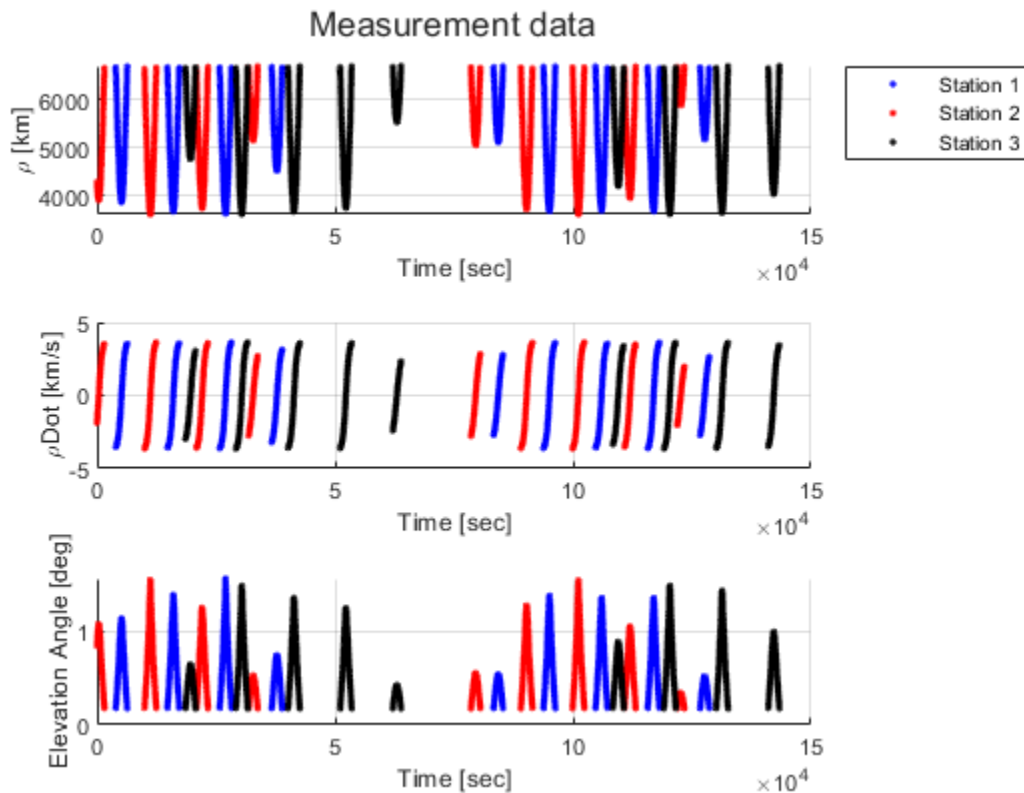 Measurement data
Station 1
Station 2
Station 3
ρ [km]
6000
5000
4000
0 5 10 15
Time [sec]
×10⁴
ρDot [km/s]
5
0
-5
0 5 10 15
Time [sec]
×10⁴
Elevation Angle [deg]
1
0
0 5 10 15
Time [sec]
×10⁴